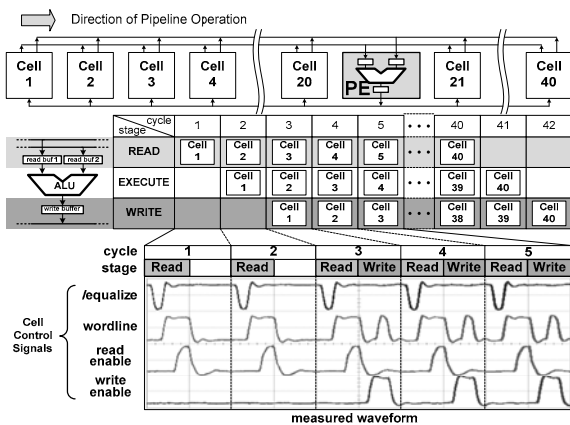 Direction of Pipeline Operation
Cell 1 Cell 2 Cell 3 Cell 4 Cell 20 PE Cell 21 Cell 40
cycle 1 2 3 4 5 • • • 40 41 42
stage
READ Cell 1 Cell 2 Cell 3 Cell 4 Cell 5 • • • Cell 40
read buf1 read buf2
EXECUTE Cell 1 Cell 2 Cell 3 Cell 4 • • • Cell 39 Cell 40
ALU
WRITE Cell 1 Cell 2 Cell 3 • • • Cell 38 Cell 39 Cell 40
write buffer
cycle 1 2 3 4 5
stage Read Read Read Write Read Write Read Write
/equalize
wordline
read enable
write enable
Cell
Control
Signals
measured waveform